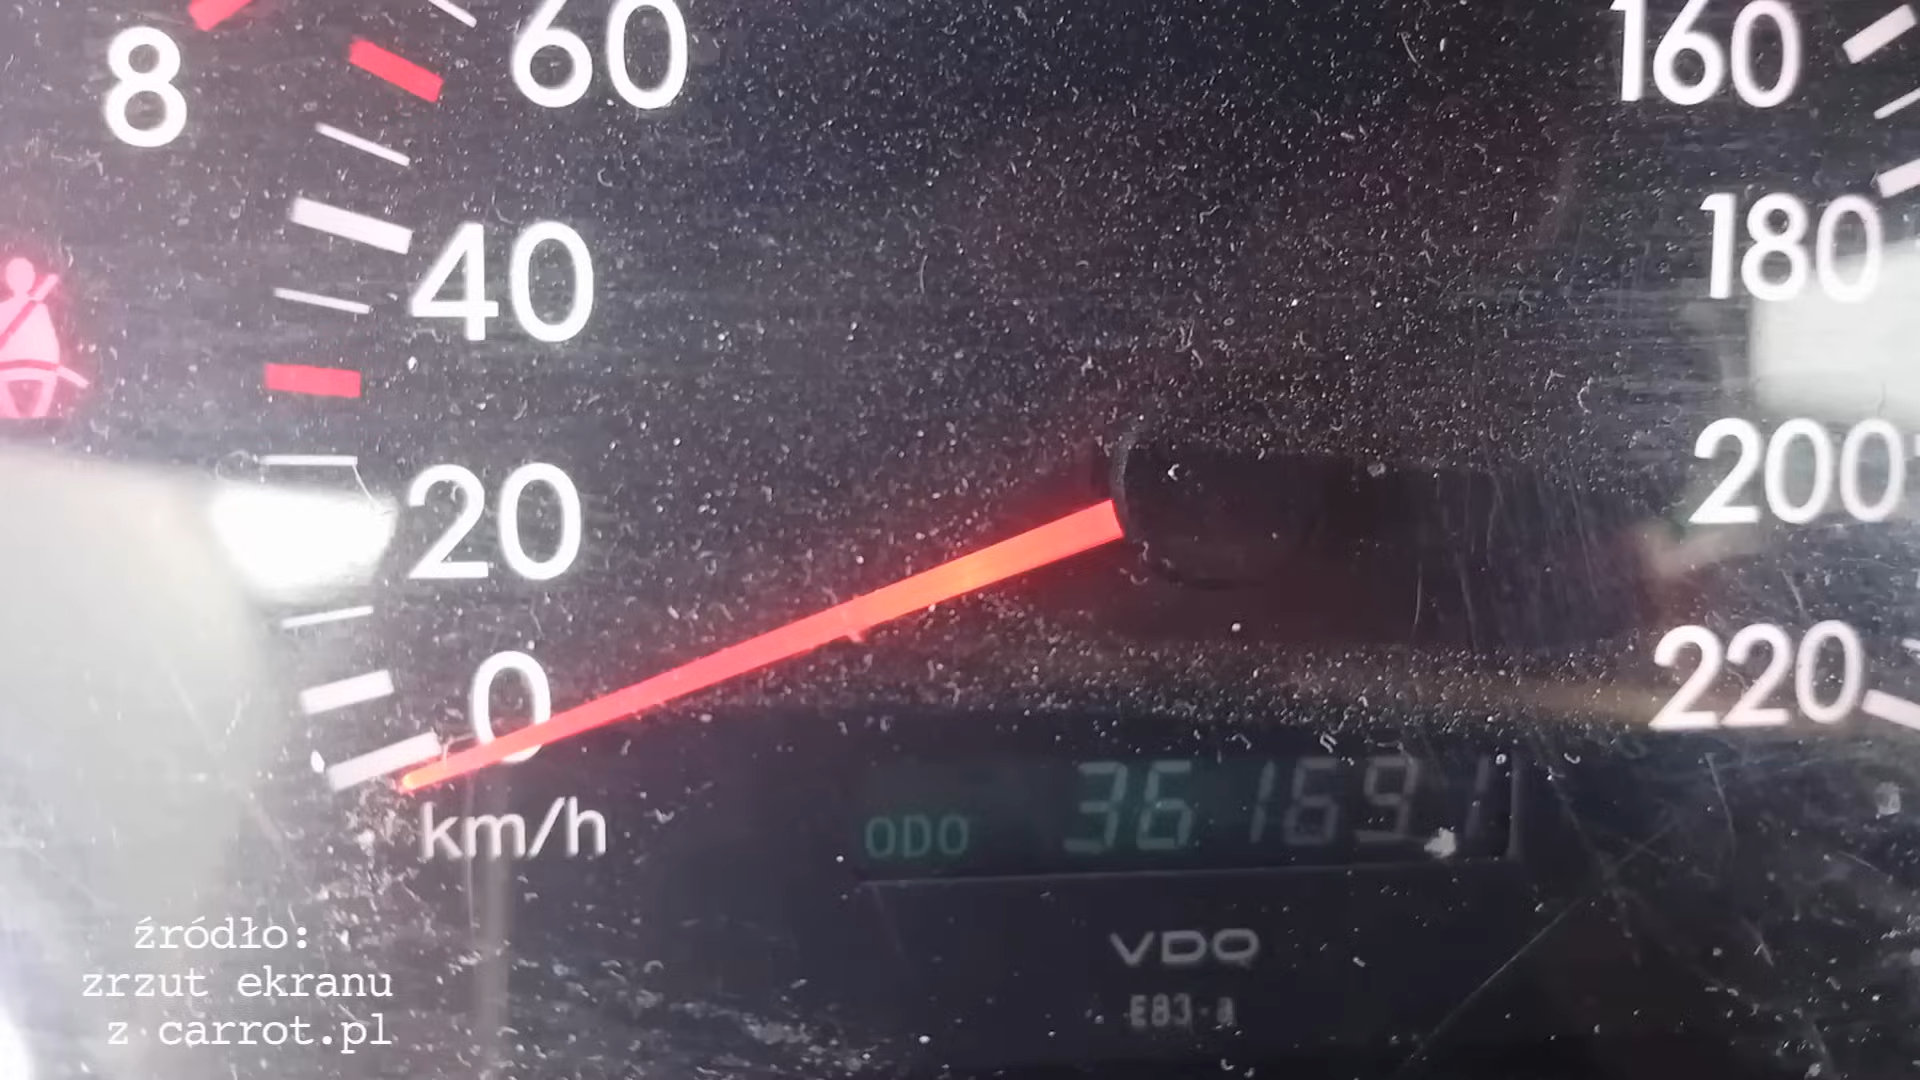 8
60
160
40
180
20
200
0
220
km/h
ODO 361691
VDO
E83-a
źródło:
zrzut ekranu
z carrot.pl